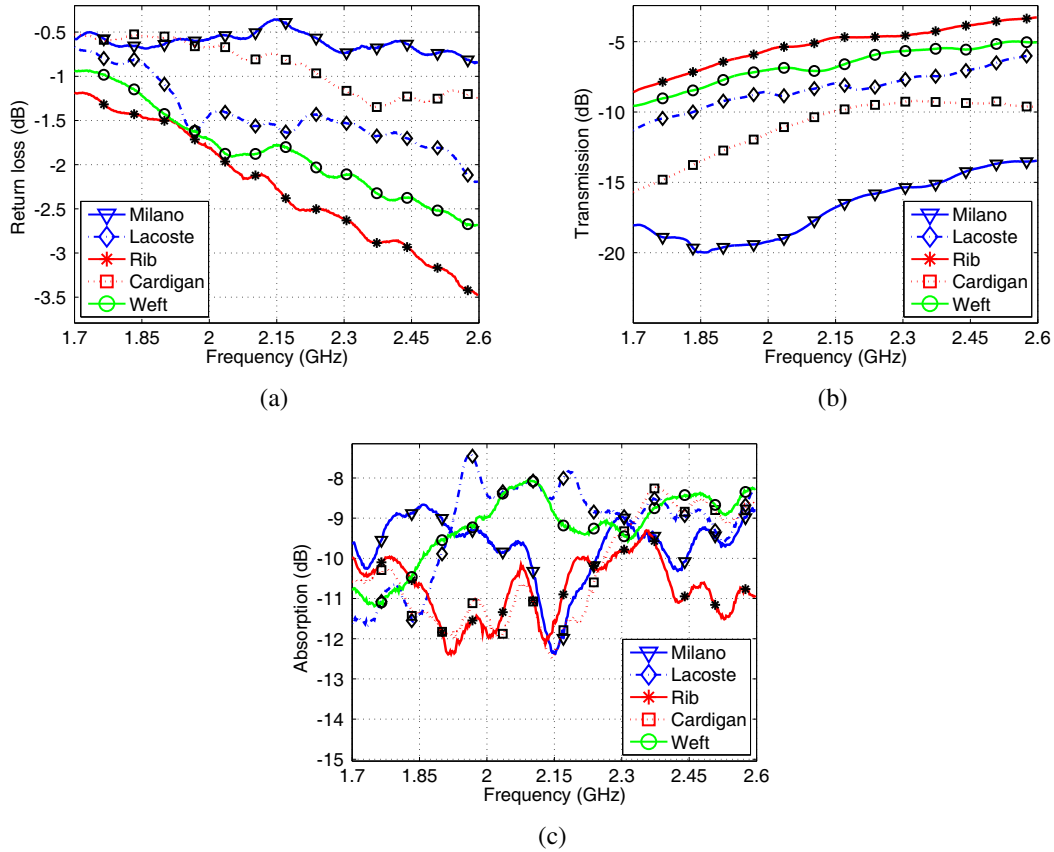 -0.5
-1
-1.5
-2
-2.5
-3
-3.5
Return loss (dB)
Milano
Lacoste
Rib
Cardigan
Weft
1.7 1.85 2 2.15 2.3 2.45 2.6
Frequency (GHz)
(a)
-5
-10
-15
-20
Transmission (dB)
Milano
Lacoste
Rib
Cardigan
Weft
1.7 1.85 2 2.15 2.3 2.45 2.6
Frequency (GHz)
(b)
-8
-9
-10
-11
-12
-13
-14
-15
Absorption (dB)
Milano
Lacoste
Rib
Cardigan
Weft
1.7 1.85 2 2.15 2.3 2.45 2.6
Frequency (GHz)
(c)